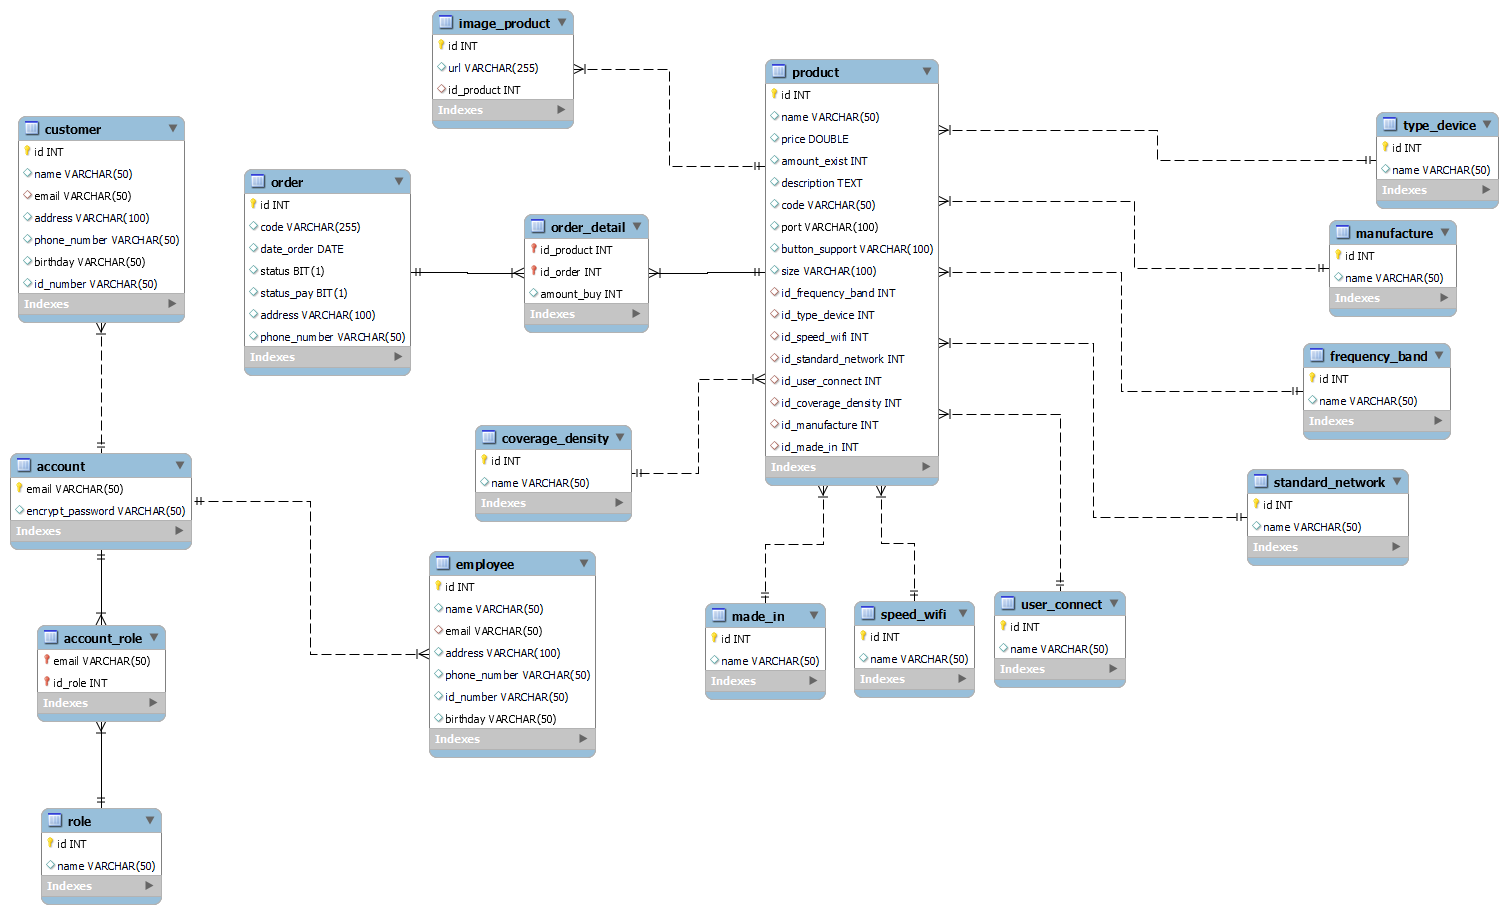 image_product
id INT
url VARCHAR(255)
id_product INT
Indexes
product
id INT
name VARCHAR(50)
price DOUBLE
amount_exist INT
description TEXT
code VARCHAR(50)
port VARCHAR(100)
button_support VARCHAR(100)
size VARCHAR(100)
id_frequency_band INT
id_type_device INT
id_speed_wifi INT
id_standard_network INT
id_user_connect INT
id_coverage_density INT
id_manufacture INT
id_made_in INT
Indexes
type_device
id INT
name VARCHAR(50)
Indexes
customer
id INT
name VARCHAR(50)
email VARCHAR(50)
address VARCHAR(100)
phone_number VARCHAR(50)
birthday VARCHAR(50)
id_number VARCHAR(50)
Indexes
order
id INT
code VARCHAR(255)
date_order DATE
status BIT(1)
status_pay BIT(1)
address VARCHAR(100)
phone_number VARCHAR(50)
Indexes
order_detail
id_product INT
id_order INT
amount_buy INT
Indexes
manufacture
id INT
name VARCHAR(50)
Indexes
frequency_band
id INT
name VARCHAR(50)
Indexes
coverage_density
id INT
name VARCHAR(50)
Indexes
account
email VARCHAR(50)
encrypt_password VARCHAR(50)
Indexes
standard_network
id INT
name VARCHAR(50)
Indexes
employee
id INT
name VARCHAR(50)
email VARCHAR(50)
address VARCHAR(100)
phone_number VARCHAR(50)
id_number VARCHAR(50)
birthday VARCHAR(50)
Indexes
made_in
id INT
name VARCHAR(50)
Indexes
speed_wifi
id INT
name VARCHAR(50)
Indexes
user_connect
id INT
name VARCHAR(50)
Indexes
account_role
email VARCHAR(50)
id_role INT
Indexes
role
id INT
name VARCHAR(50)
Indexes